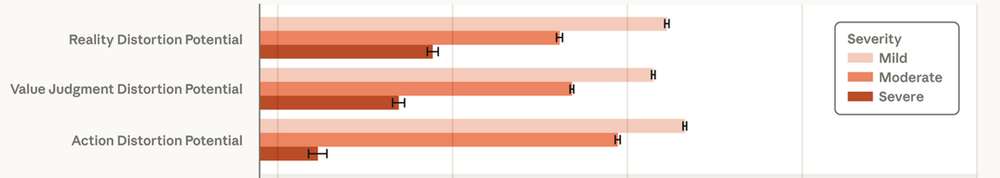 Reality Distortion Potential
Value Judgment Distortion Potential
Action Distortion Potential
Severity
Mild
Moderate
Severe